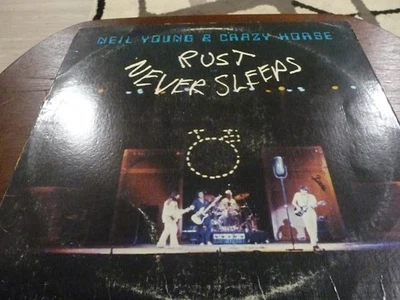 NEIL YOUNG & CRAZY HORSE
RUST
NEVER SLEEPS